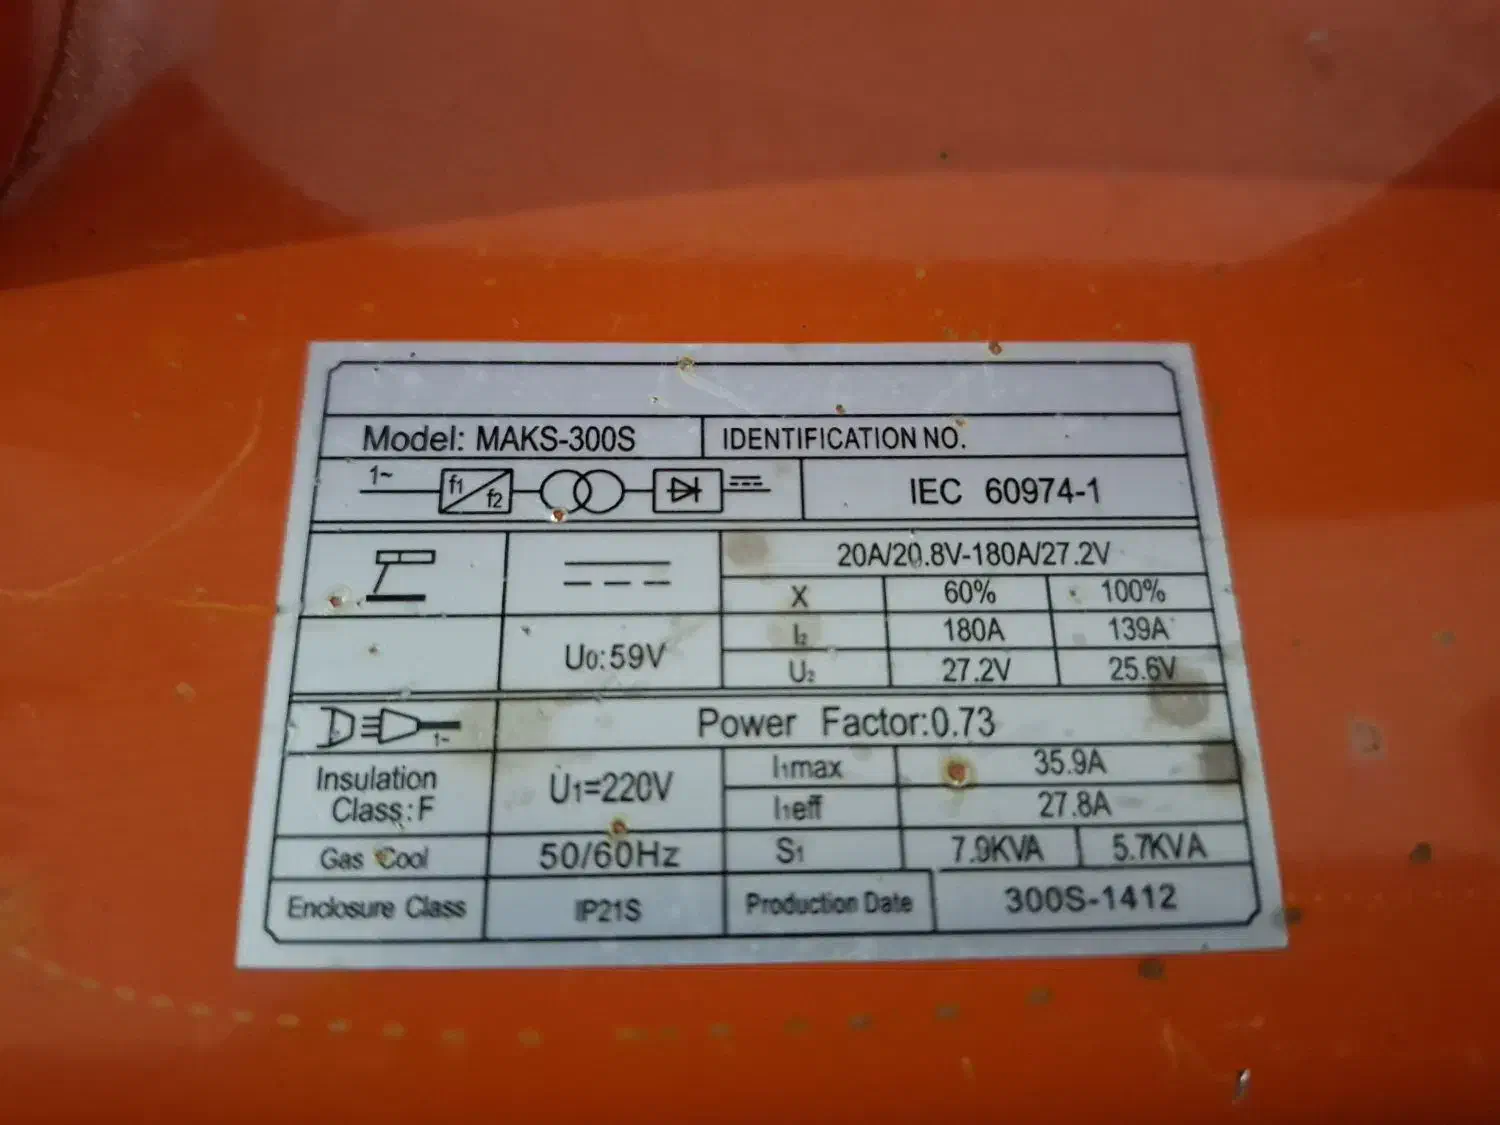 Model: MAKS-300S IDENTIFICATION NO.
1~ f1 f2 IEC 60974-1
20A/20.8V-180A/27.2V
X 60% 100%
I2 180A 139A
U0:59V U2 27.2V 25.6V
1~ Power Factor:0.73
Insulation Class:F U1=220V I1max 35.9A
I1eff 27.8A
Gas Cool 50/60Hz S1 7.9KVA 5.7KVA
Enclosure Class IP21S Production Date 300S-1412